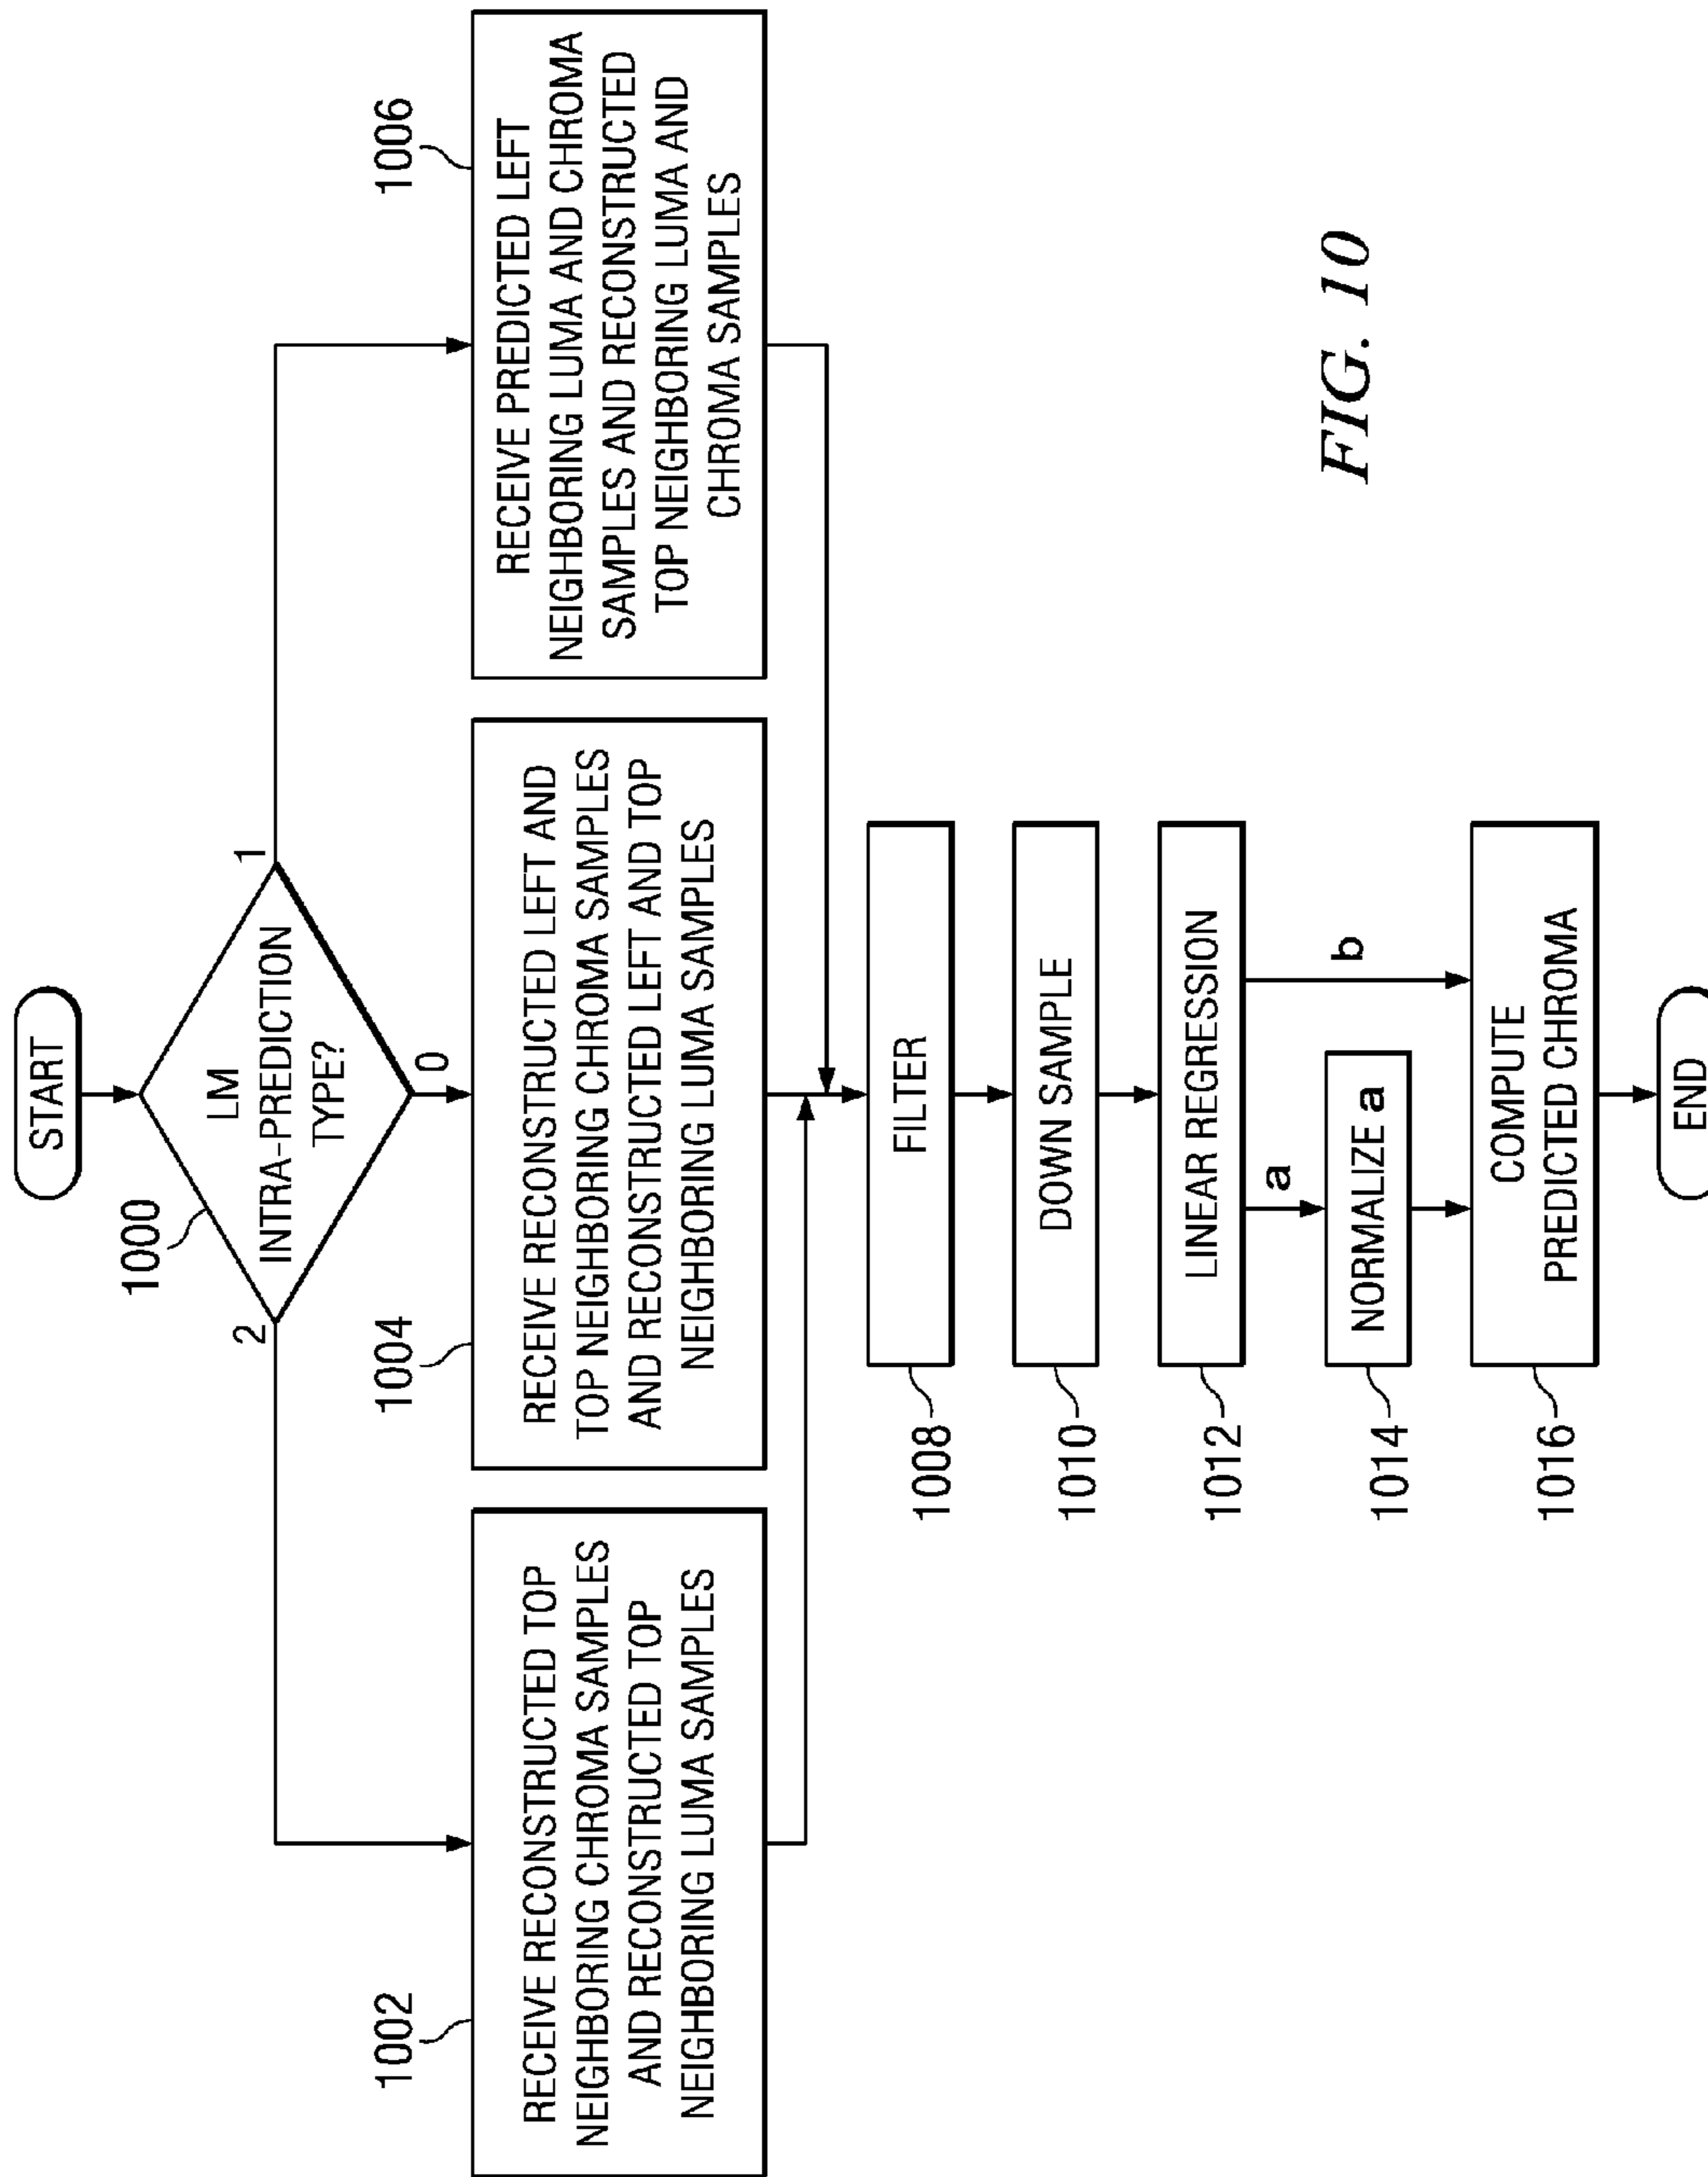 START
1000
LM
INTRA-PREDICTION
TYPE?
2
0
1
1002
RECEIVE RECONSTRUCTED TOP
NEIGHBORING CHROMA SAMPLES
AND RECONSTRUCTED TOP
NEIGHBORING LUMA SAMPLES
1004
RECEIVE RECONSTRUCTED LEFT AND
TOP NEIGHBORING CHROMA SAMPLES
AND RECONSTRUCTED LEFT AND TOP
NEIGHBORING LUMA SAMPLES
1006
RECEIVE PREDICTED LEFT
NEIGHBORING LUMA AND CHROMA
SAMPLES AND RECONSTRUCTED
TOP NEIGHBORING LUMA AND
CHROMA SAMPLES
1008
FILTER
1010
DOWN SAMPLE
1012
LINEAR REGRESSION
a
b
1014
NORMALIZE a
1016
COMPUTE
PREDICTED CHROMA
END
FIG. 10